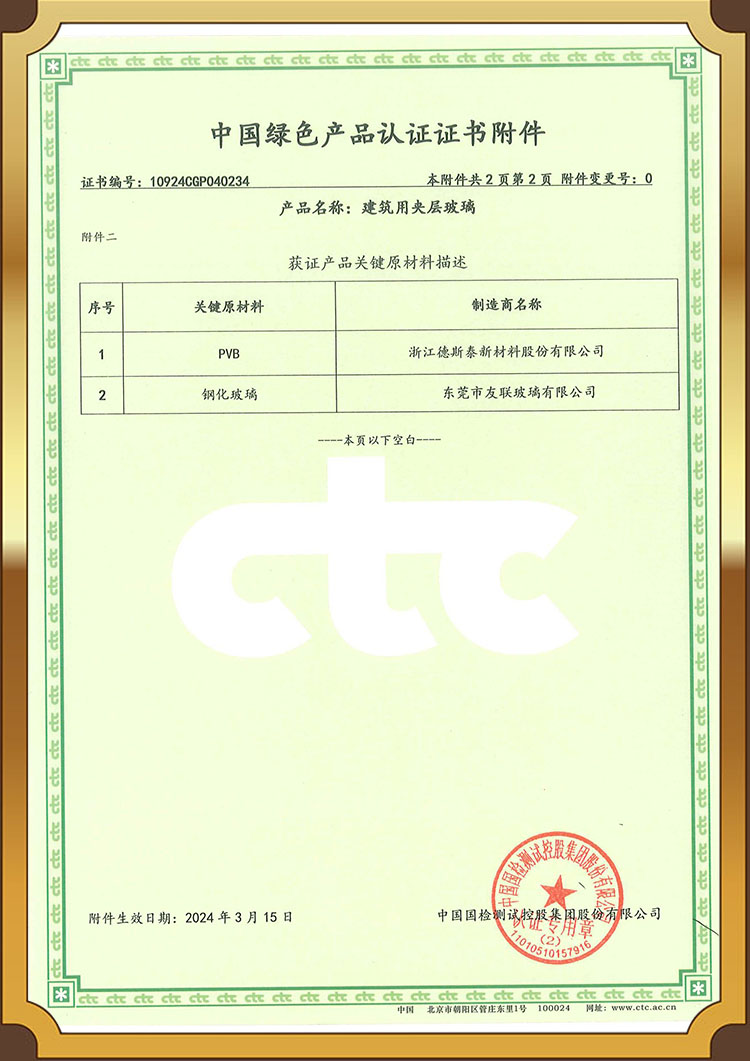 中国绿色产品认证证书附件
证书编号：10924CGP040234 本附件共2页第2页 附件变更号：0
产品名称：建筑用夹层玻璃
附件二
获证产品关键原材料描述
序号 关键原材料 制造商名称
1 PVB 浙江德斯泰新材料股份有限公司
2 钢化玻璃 东莞市友联玻璃有限公司
----本页以下空白----
ctc
附件生效日期：2024年3月15日
中国国检测试控股集团股份有限公司
中国国检测试控股集团股份有限公司
认证专用章
(2)
11010510157916
中国 北京市朝阳区管庄东里1号 100024 网址：www.ctc.ac.cn